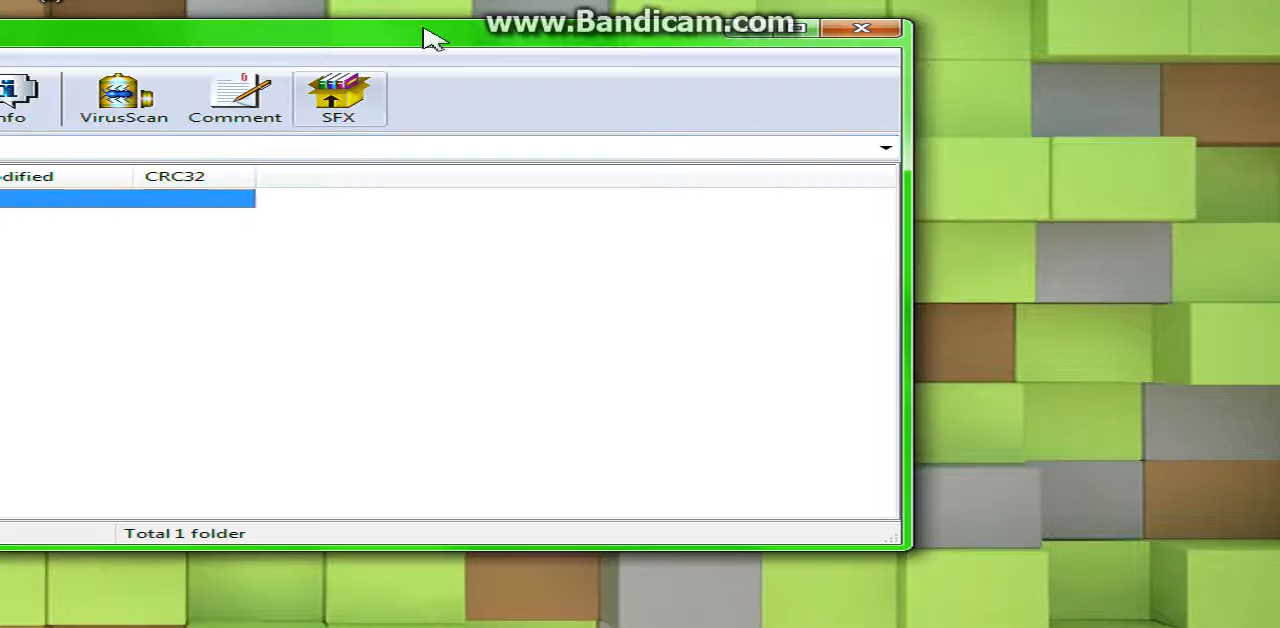 www.Bandicam.com
nfo
VirusScan
Comment
SFX
dified
CRC32
Total 1 folder